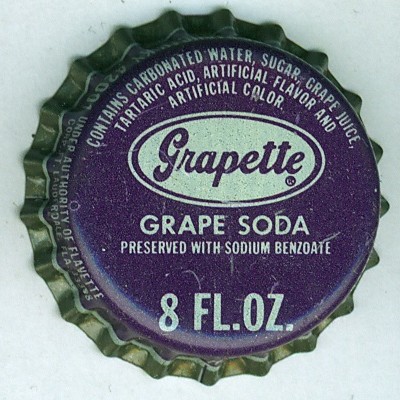 CONTAINS CARBONATED WATER, SUGAR, GRAPE JUICE,
TARTARIC ACID, ARTIFICIAL FLAVOR AND
ARTIFICIAL COLOR.
Grapette
®
GRAPE SODA
PRESERVED WITH SODIUM BENZOATE
8 FL.OZ.
UNDER AUTHORITY OF FLAVETTE